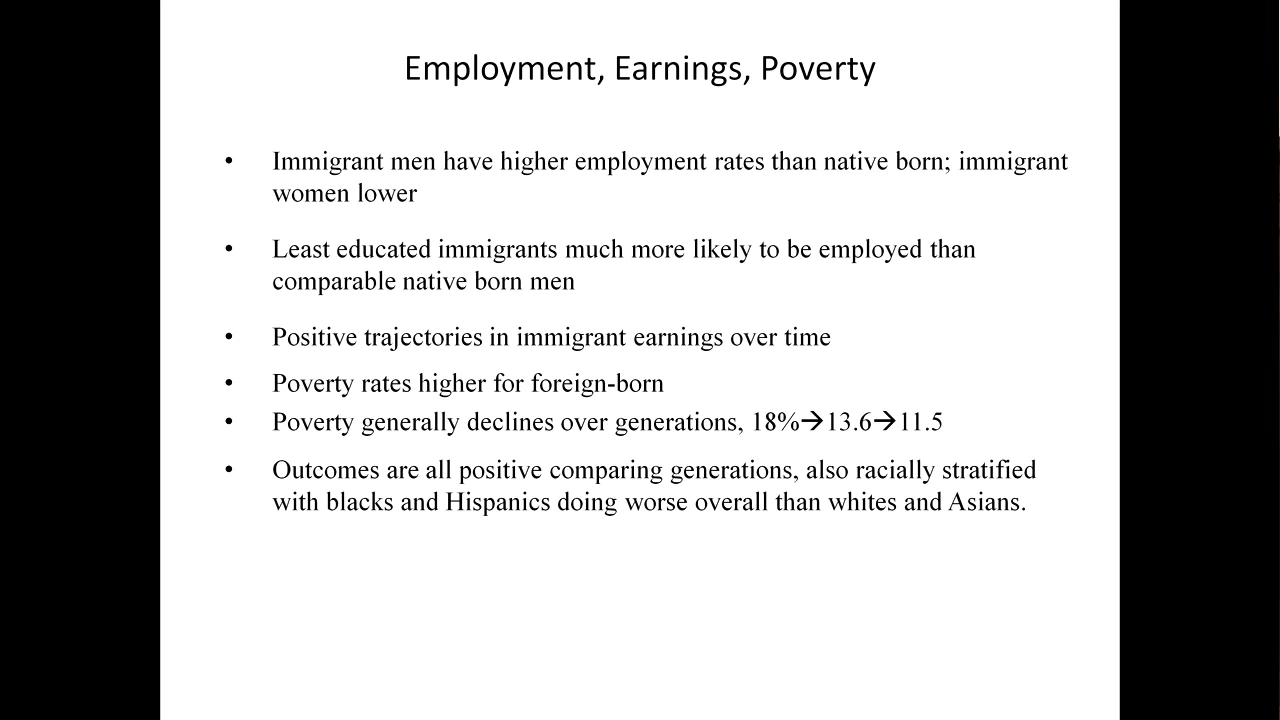 Employment, Earnings, Poverty
• Immigrant men have higher employment rates than native born; immigrant
women lower
• Least educated immigrants much more likely to be employed than
comparable native born men
• Positive trajectories in immigrant earnings over time
• Poverty rates higher for foreign-born
• Poverty generally declines over generations, 18%→13.6→11.5
• Outcomes are all positive comparing generations, also racially stratified
with blacks and Hispanics doing worse overall than whites and Asians.